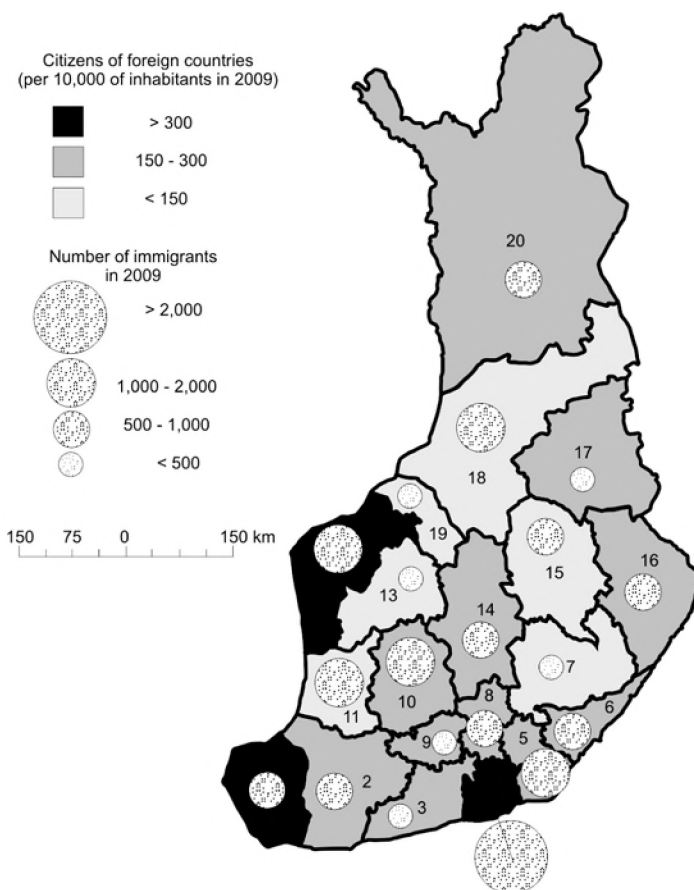 Citizens of foreign countries
(per 10,000 of inhabitants in 2009)
> 300
150 - 300
< 150
Number of immigrants
in 2009
> 2,000
1,000 - 2,000
500 - 1,000
< 500
150 75 0 150 km
20
18
17
19
16
15
13
14
7
11
10
8
6
9
5
2
3